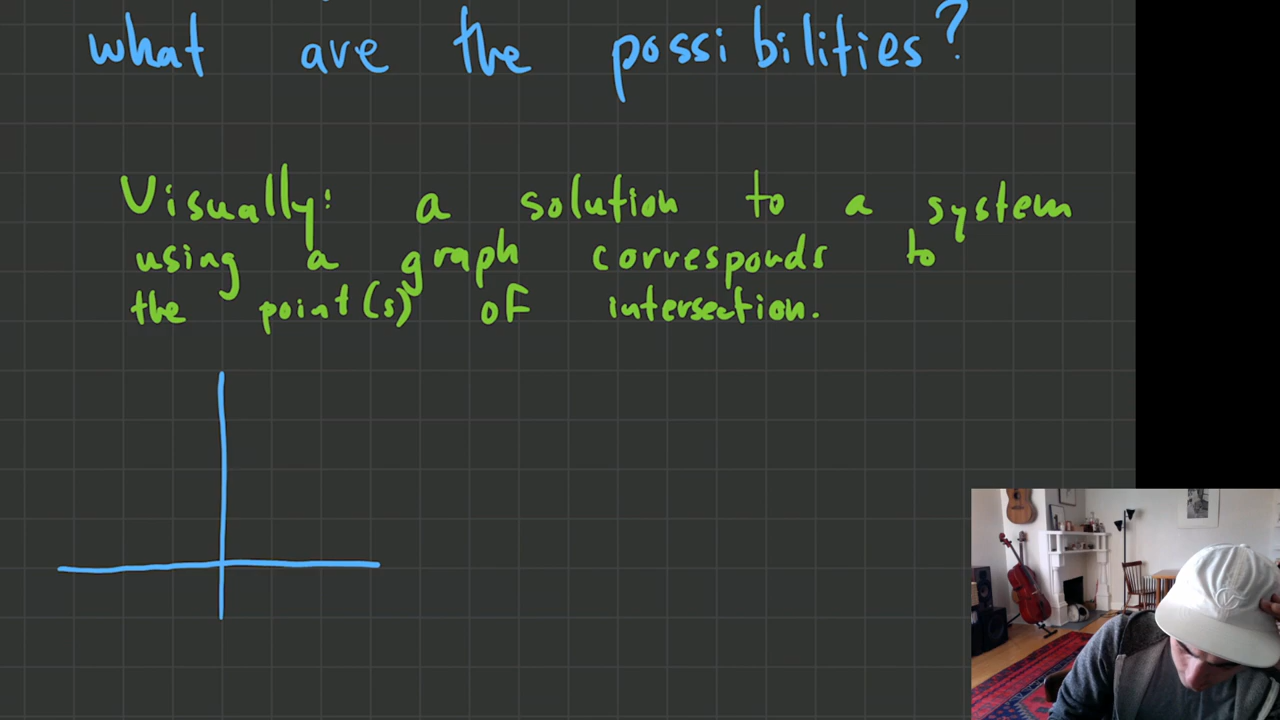 what are the possibilities?
Visually: a solution to a system
using a graph corresponds to
the point(s) of intersection.